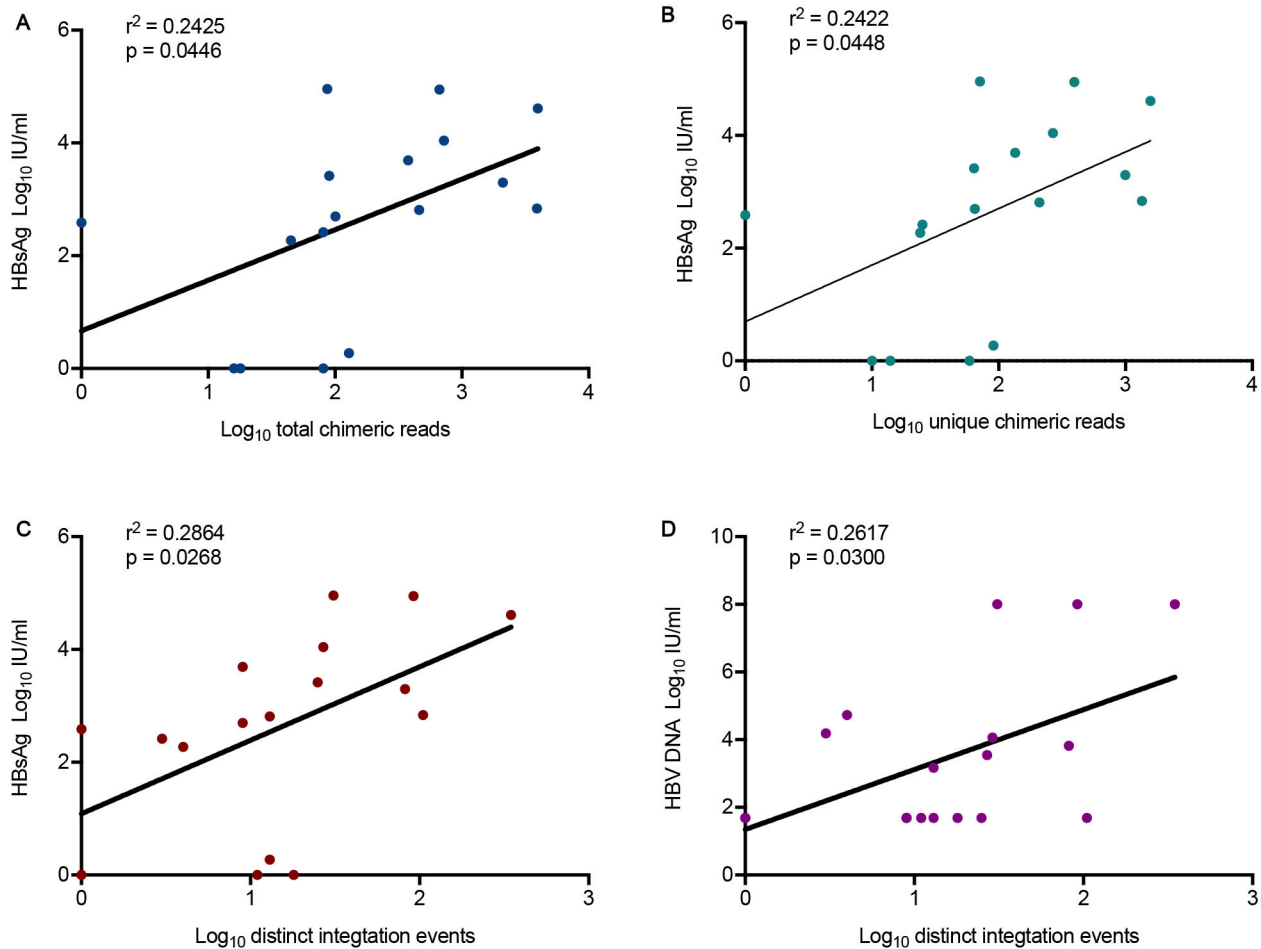 A
r² = 0.2425
p = 0.0446
HBsAg Log₁₀ IU/ml
6
4
2
0
0 1 2 3 4
Log₁₀ total chimeric reads
B
r² = 0.2422
p = 0.0448
HBsAg Log₁₀ IU/ml
6
4
2
0
0 1 2 3 4
Log₁₀ unique chimeric reads
C
r² = 0.2864
p = 0.0268
HBsAg Log₁₀ IU/ml
6
4
2
0
0 1 2 3
Log₁₀ distinct integtation events
D
r² = 0.2617
p = 0.0300
HBV DNA Log₁₀ IU/ml
10
8
6
4
2
0
0 1 2 3
Log₁₀ distinct integtation events